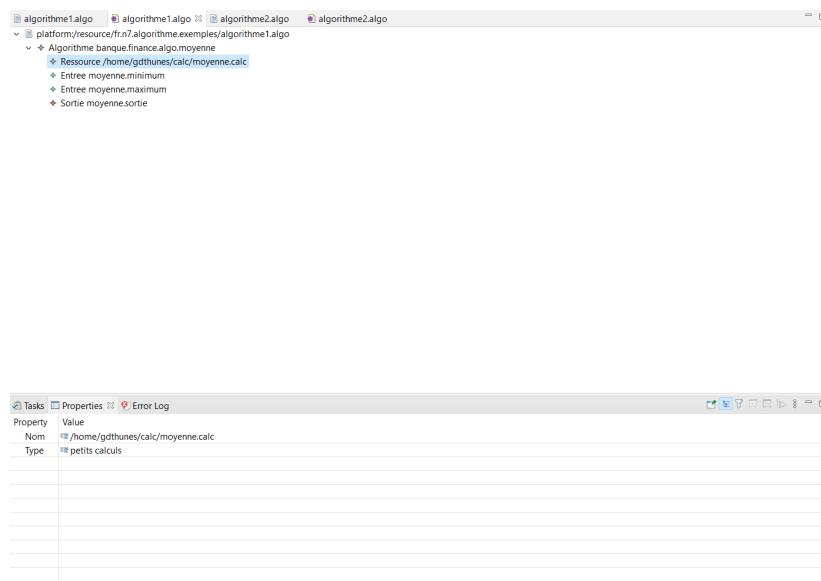 algorithme1.algo algorithme1.algo algorithme2.algo algorithme2.algo
platform:/resource/fr.n7.algorithme.exemples/algorithme1.algo
Algorithme banque.finance.algo.moyenne
Ressource /home/gdthunes/calc/moyenne.calc
Entree moyenne.minimum
Entree moyenne.maximum
Sortie moyenne.sortie
Tasks Properties Error Log
Property Value
Nom /home/gdthunes/calc/moyenne.calc
Type petits calculs